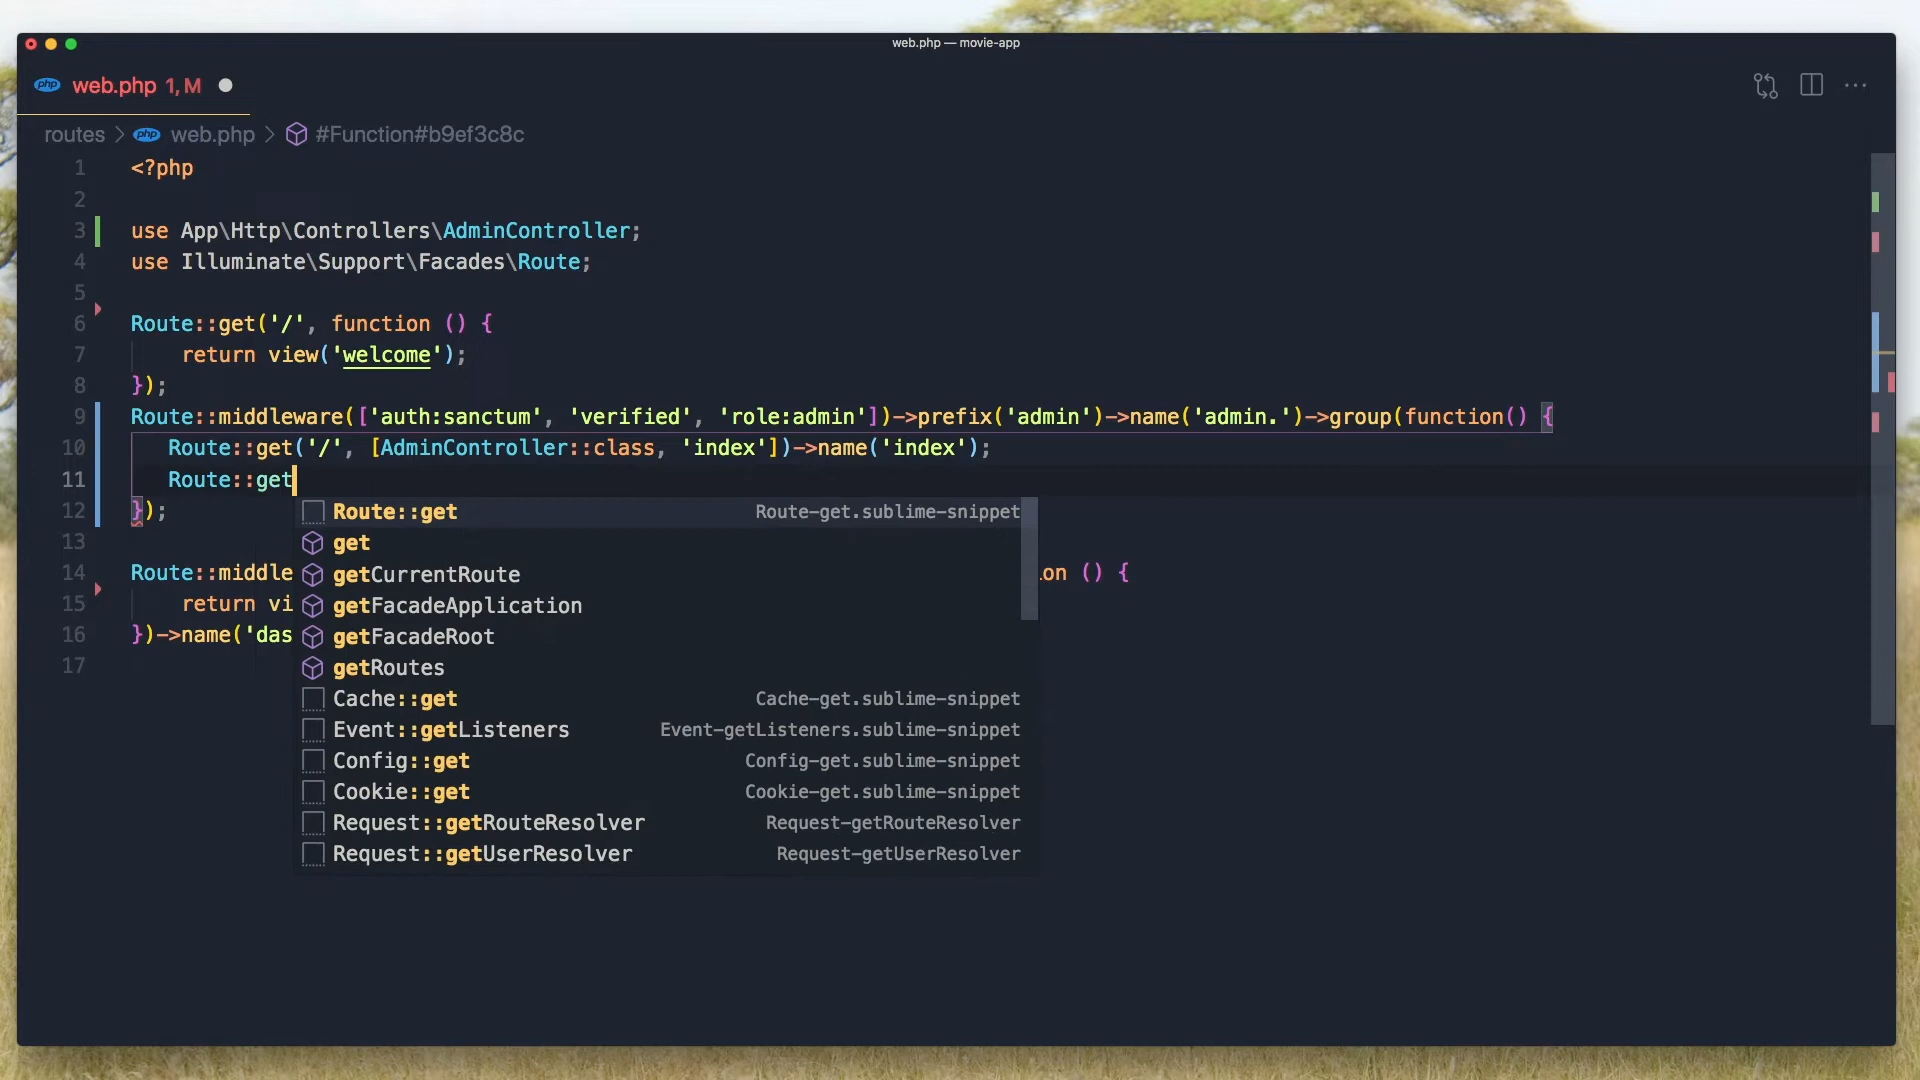 web.php — movie-app
php web.php 1, M
routes > php web.php > #Function#b9ef3c8c
1 <?php
2
3 use App\Http\Controllers\AdminController;
4 use Illuminate\Support\Facades\Route;
5
6 Route::get('/', function () {
7 return view('welcome');
8 });
9 Route::middleware(['auth:sanctum', 'verified', 'role:admin'])->prefix('admin')->name('admin.')->group(function() {
10 Route::get('/', [AdminController::class, 'index'])->name('index');
11 Route::get
12 });
Route::get Route-get.sublime-snippet
13
get
14 Route::middle on () {
getCurrentRoute
15 return vi
getFacadeApplication
16 })->name('das
getFacadeRoot
17
getRoutes
Cache::get Cache-get.sublime-snippet
Event::getListeners Event-getListeners.sublime-snippet
Config::get Config-get.sublime-snippet
Cookie::get Cookie-get.sublime-snippet
Request::getRouteResolver Request-getRouteResolver
Request::getUserResolver Request-getUserResolver